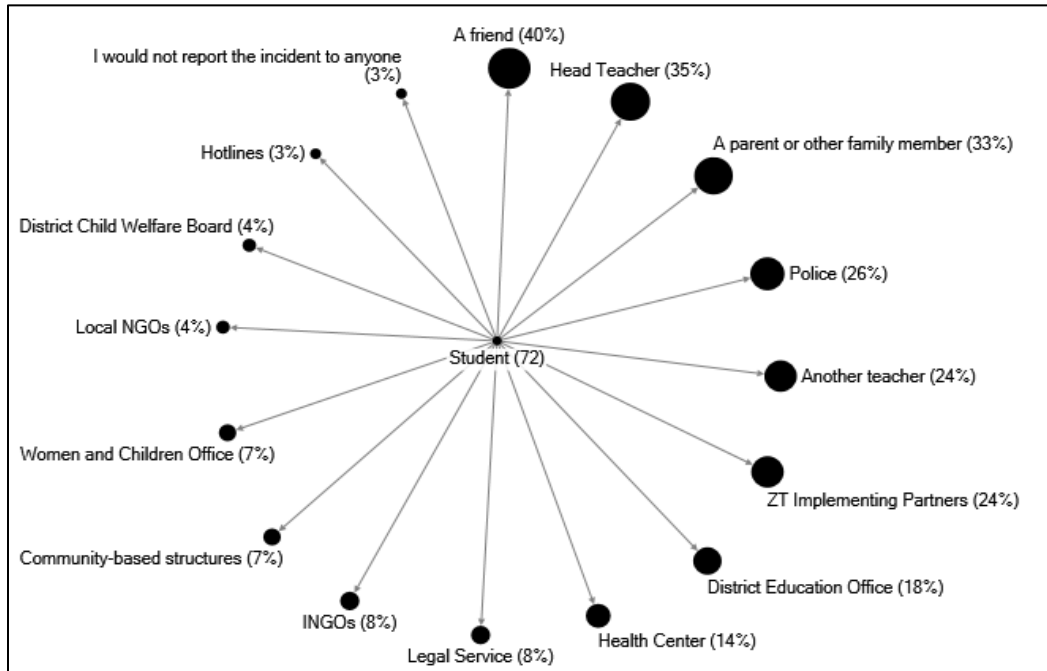 A friend (40%)
Head Teacher (35%)
A parent or other family member (33%)
Police (26%)
Another teacher (24%)
ZT Implementing Partners (24%)
District Education Office (18%)
Health Center (14%)
Legal Service (8%)
INGOs (8%)
Community-based structures (7%)
Women and Children Office (7%)
Local NGOs (4%)
District Child Welfare Board (4%)
Hotlines (3%)
I would not report the incident to anyone
(3%)
Student (72)